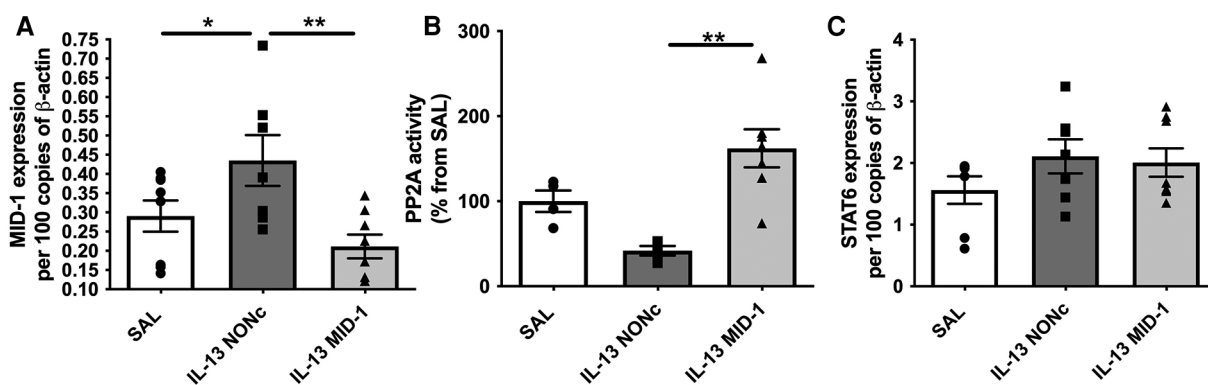 A
MID-1 expression
per 100 copies of β-actin
0.75
0.70
0.65
0.60
0.55
0.50
0.45
0.40
0.35
0.30
0.25
0.20
0.15
0.10
*
**
SAL
IL-13 NONc
IL-13 MID-1
B
PP2A activity
(% from SAL)
300
200
100
0
**
SAL
IL-13 NONc
IL-13 MID-1
C
STAT6 expression
per 100 copies of β-actin
4
3
2
1
0
SAL
IL-13 NONc
IL-13 MID-1